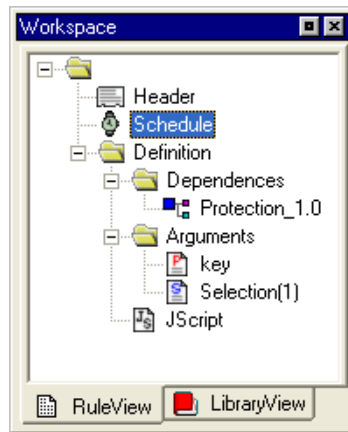 Workspace
Header
Schedule
Definition
Dependences
Protection_1.0
Arguments
key
Selection(1)
JScript
RuleView LibraryView